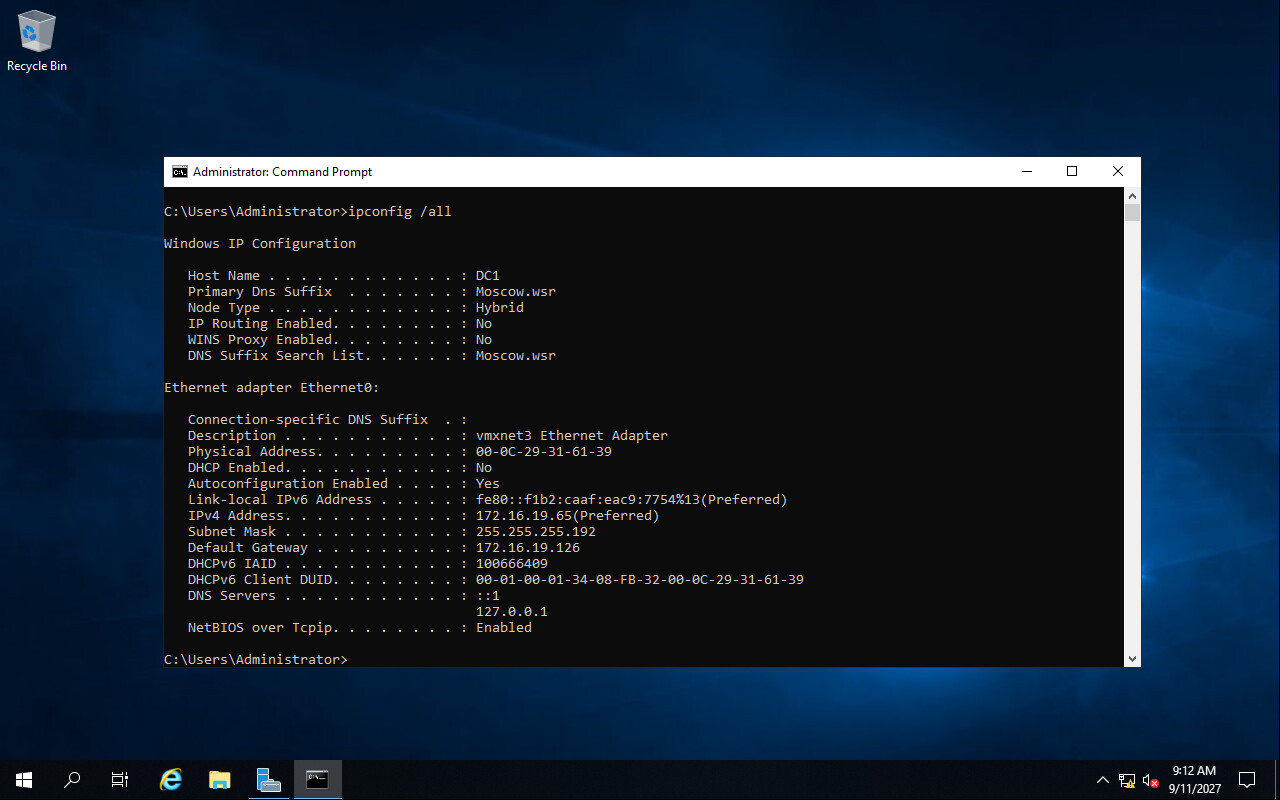 Recycle Bin
Administrator: Command Prompt
C:\Users\Administrator>ipconfig /all
Windows IP Configuration
Host Name . . . . . . . . . . . . : DC1
Primary Dns Suffix  . . . . . . . : Moscow.wsr
Node Type . . . . . . . . . . . . : Hybrid
IP Routing Enabled. . . . . . . . : No
WINS Proxy Enabled. . . . . . . . : No
DNS Suffix Search List. . . . . . : Moscow.wsr
Ethernet adapter Ethernet0:
Connection-specific DNS Suffix  . :
Description . . . . . . . . . . . : vmxnet3 Ethernet Adapter
Physical Address. . . . . . . . . : 00-0C-29-31-61-39
DHCP Enabled. . . . . . . . . . . : No
Autoconfiguration Enabled . . . . : Yes
Link-local IPv6 Address . . . . . : fe80::f1b2:caaf:eac9:7754%13(Preferred)
IPv4 Address. . . . . . . . . . . : 172.16.19.65(Preferred)
Subnet Mask . . . . . . . . . . . : 255.255.255.192
Default Gateway . . . . . . . . . : 172.16.19.126
DHCPv6 IAID . . . . . . . . . . . : 100666409
DHCPv6 Client DUID. . . . . . . . : 00-01-00-01-34-08-FB-32-00-0C-29-31-61-39
DNS Servers . . . . . . . . . . . : ::1
127.0.0.1
NetBIOS over Tcpip. . . . . . . . : Enabled
C:\Users\Administrator>
9:12 AM
9/11/2027